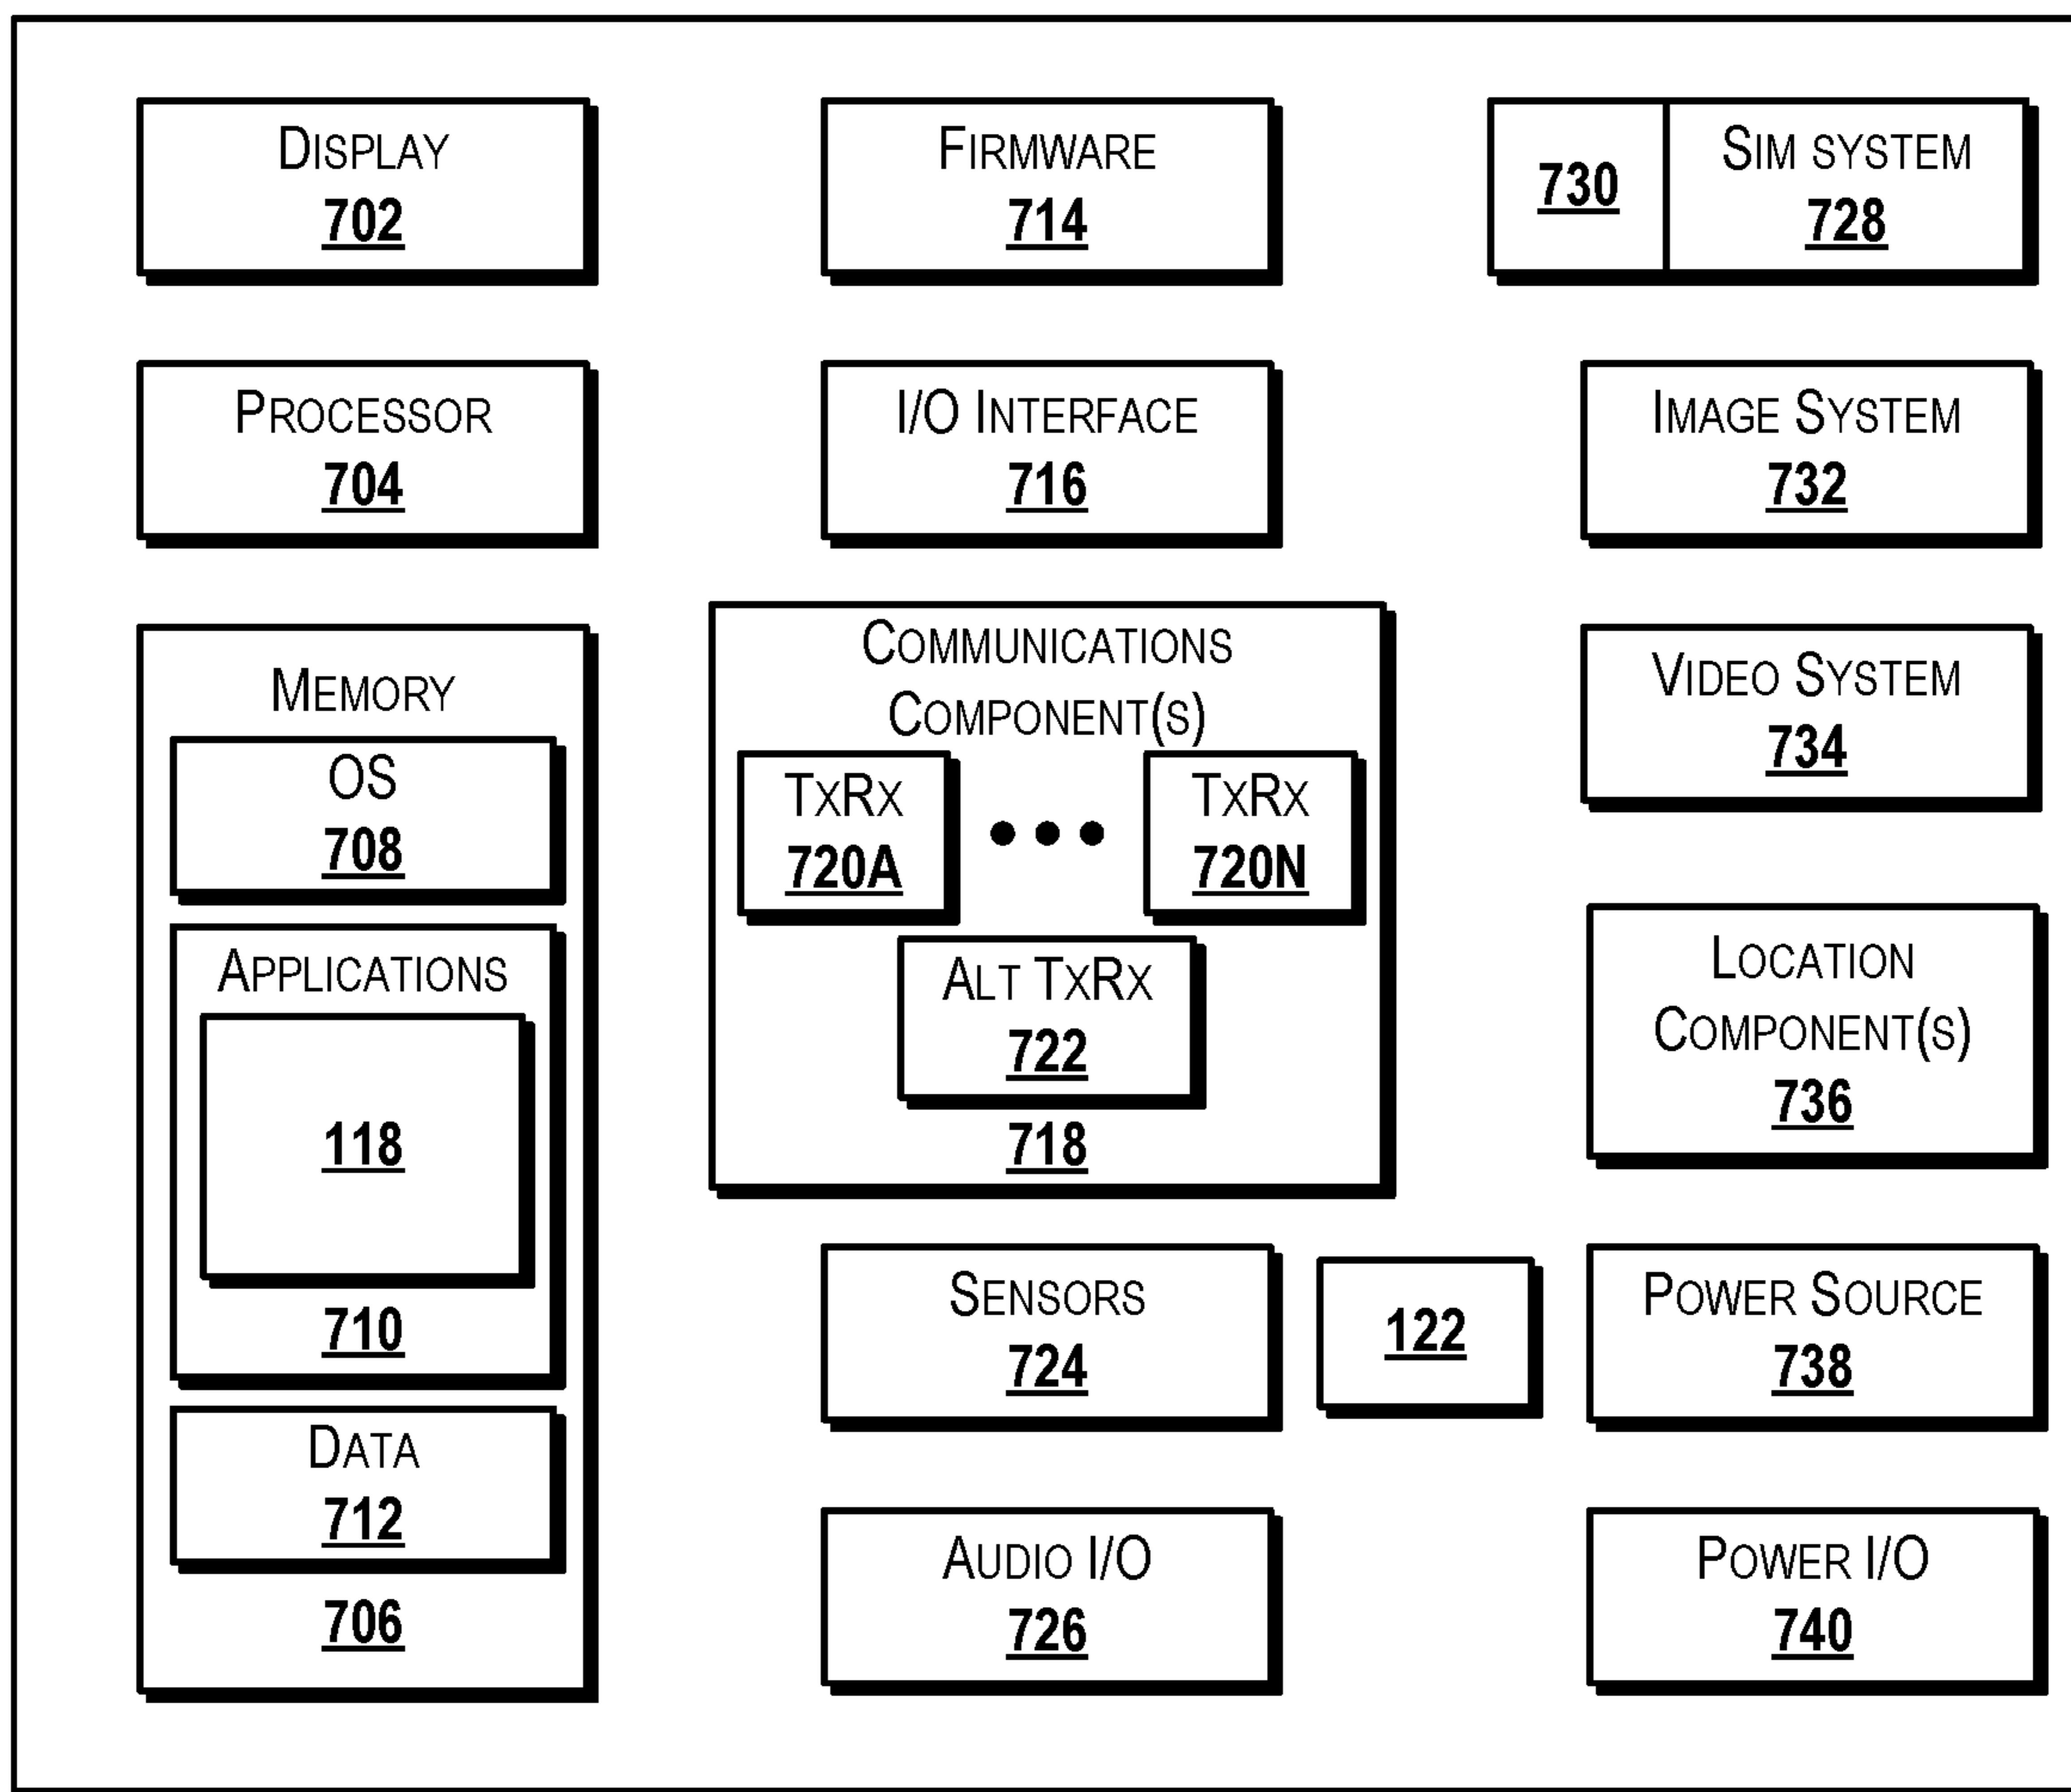 DISPLAY
702
PROCESSOR
704
MEMORY
OS
708
APPLICATIONS
118
710
DATA
712
706
FIRMWARE
714
I/O INTERFACE
716
COMMUNICATIONS
COMPONENT(S)
TXRX
720A
TXRX
720N
ALT TXRX
722
718
SENSORS
724
122
AUDIO I/O
726
730
SIM SYSTEM
728
IMAGE SYSTEM
732
VIDEO SYSTEM
734
LOCATION
COMPONENT(S)
736
POWER SOURCE
738
POWER I/O
740